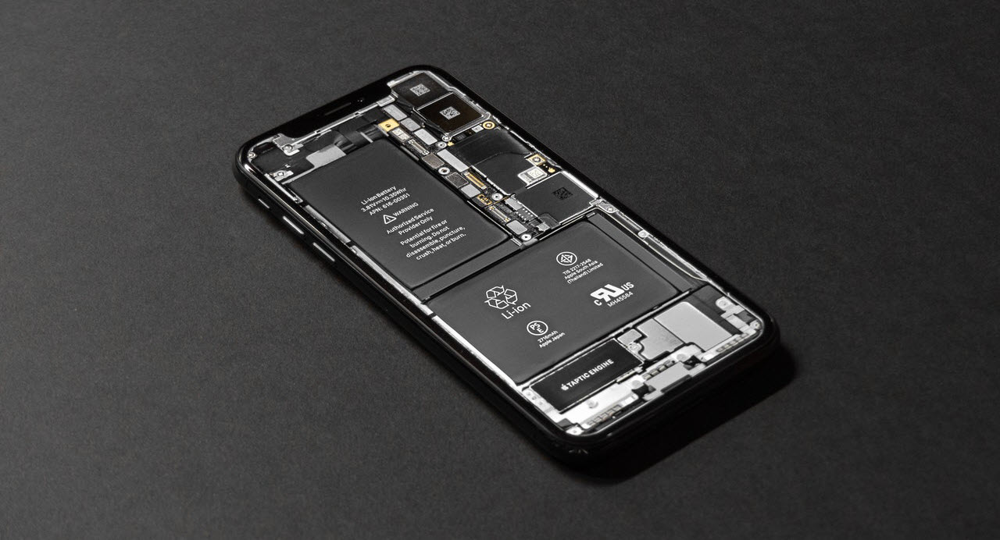 Li-ion Battery
3.81V⎓10.35Whr
APN: 616-00351
WARNING
Authorized Service
Provider Only
Potential for fire or
burning. Do not
disassemble, puncture,
crush, heat, or burn.
TIS 2217-2548
Apple South Asia
(Thailand) Limited
Li-ion
c RU US
MH45584
PS
E
2716mAh
Apple Japan
TAPTIC ENGINE